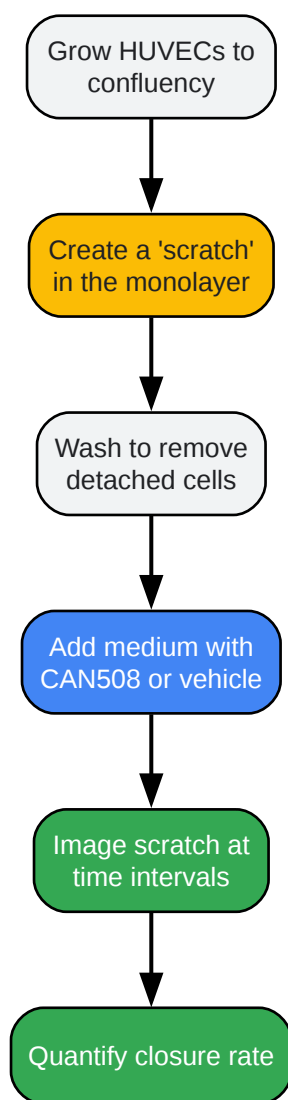 Grow HUVECs to
confluency
Create a 'scratch'
in the monolayer
Wash to remove
detached cells
Add medium with
CAN508 or vehicle
Image scratch at
time intervals
Quantify closure rate